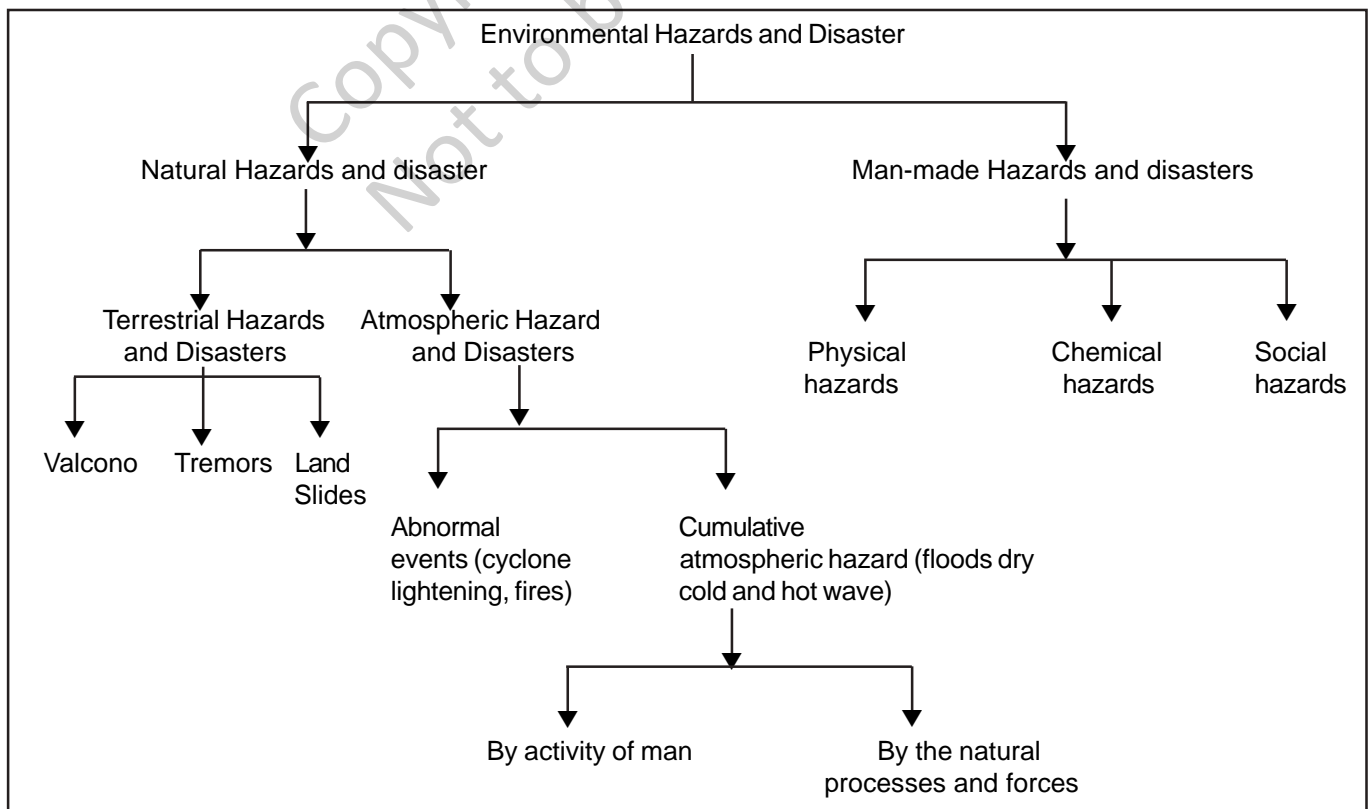 Environmental Hazards and Disaster
Natural Hazards and disaster
Man-made Hazards and disasters
Terrestrial Hazards
and Disasters
Atmospheric Hazard
and Disasters
Physical
hazards
Chemical
hazards
Social
hazards
Valcono
Tremors
Land
Slides
Abnormal
events (cyclone
lightening, fires)
Cumulative
atmospheric hazard (floods dry
cold and hot wave)
By activity of man
By the natural
processes and forces
Not to b